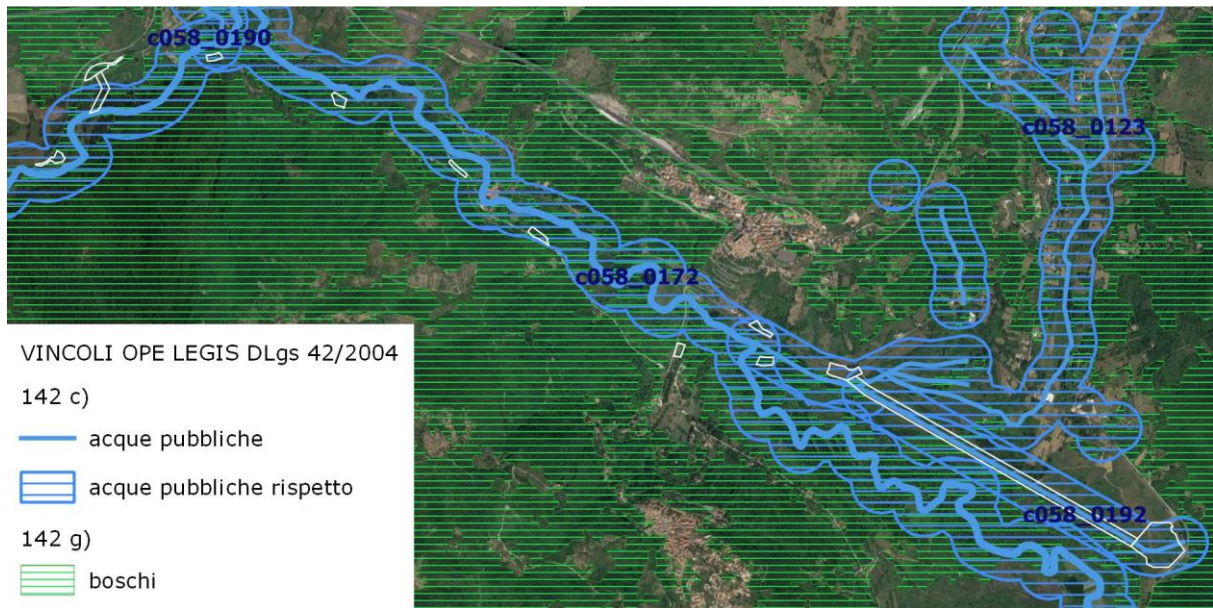 c058_0190
c058_0123
c058_0172
VINCOLI OPE LEGIS DLgs 42/2004
142 c)
acque pubbliche
acque pubbliche rispetto
142 g)
boschi
c058_0192